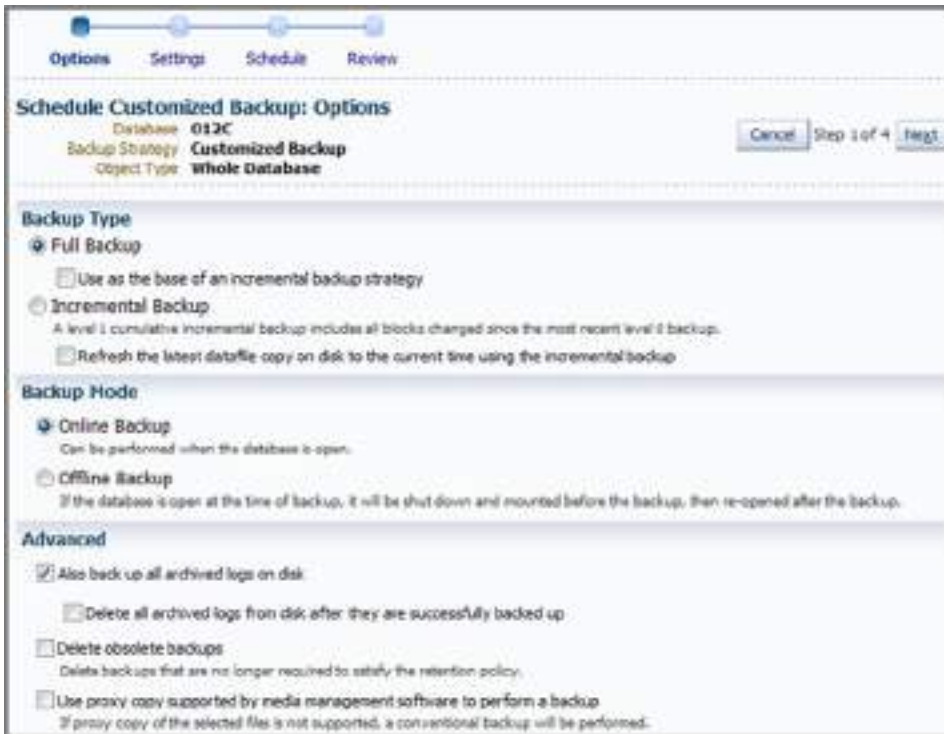 Options Settings Schedule Review
Schedule Customized Backup: Options
Database O12C
Backup Strategy Customized Backup
Object Type Whole Database
Cancel Step 1 of 4 Next
Backup Type
Full Backup
Use as the base of an incremental backup strategy
Incremental Backup
A level 1 cumulative incremental backup includes all blocks changed since the most recent level 0 backup.
Refresh the latest datafile copy on disk to the current time using the incremental backup
Backup Mode
Online Backup
Can be performed when the database is open.
Offline Backup
If the database is open at the time of backup, it will be shut down and mounted before the backup, then re-opened after the backup.
Advanced
Also back up all archived logs on disk
Delete all archived logs from disk after they are successfully backed up
Delete obsolete backups
Delete backups that are no longer required to satisfy the retention policy.
Use proxy copy supported by media management software to perform a backup
If proxy copy of the selected files is not supported, a conventional backup will be performed.